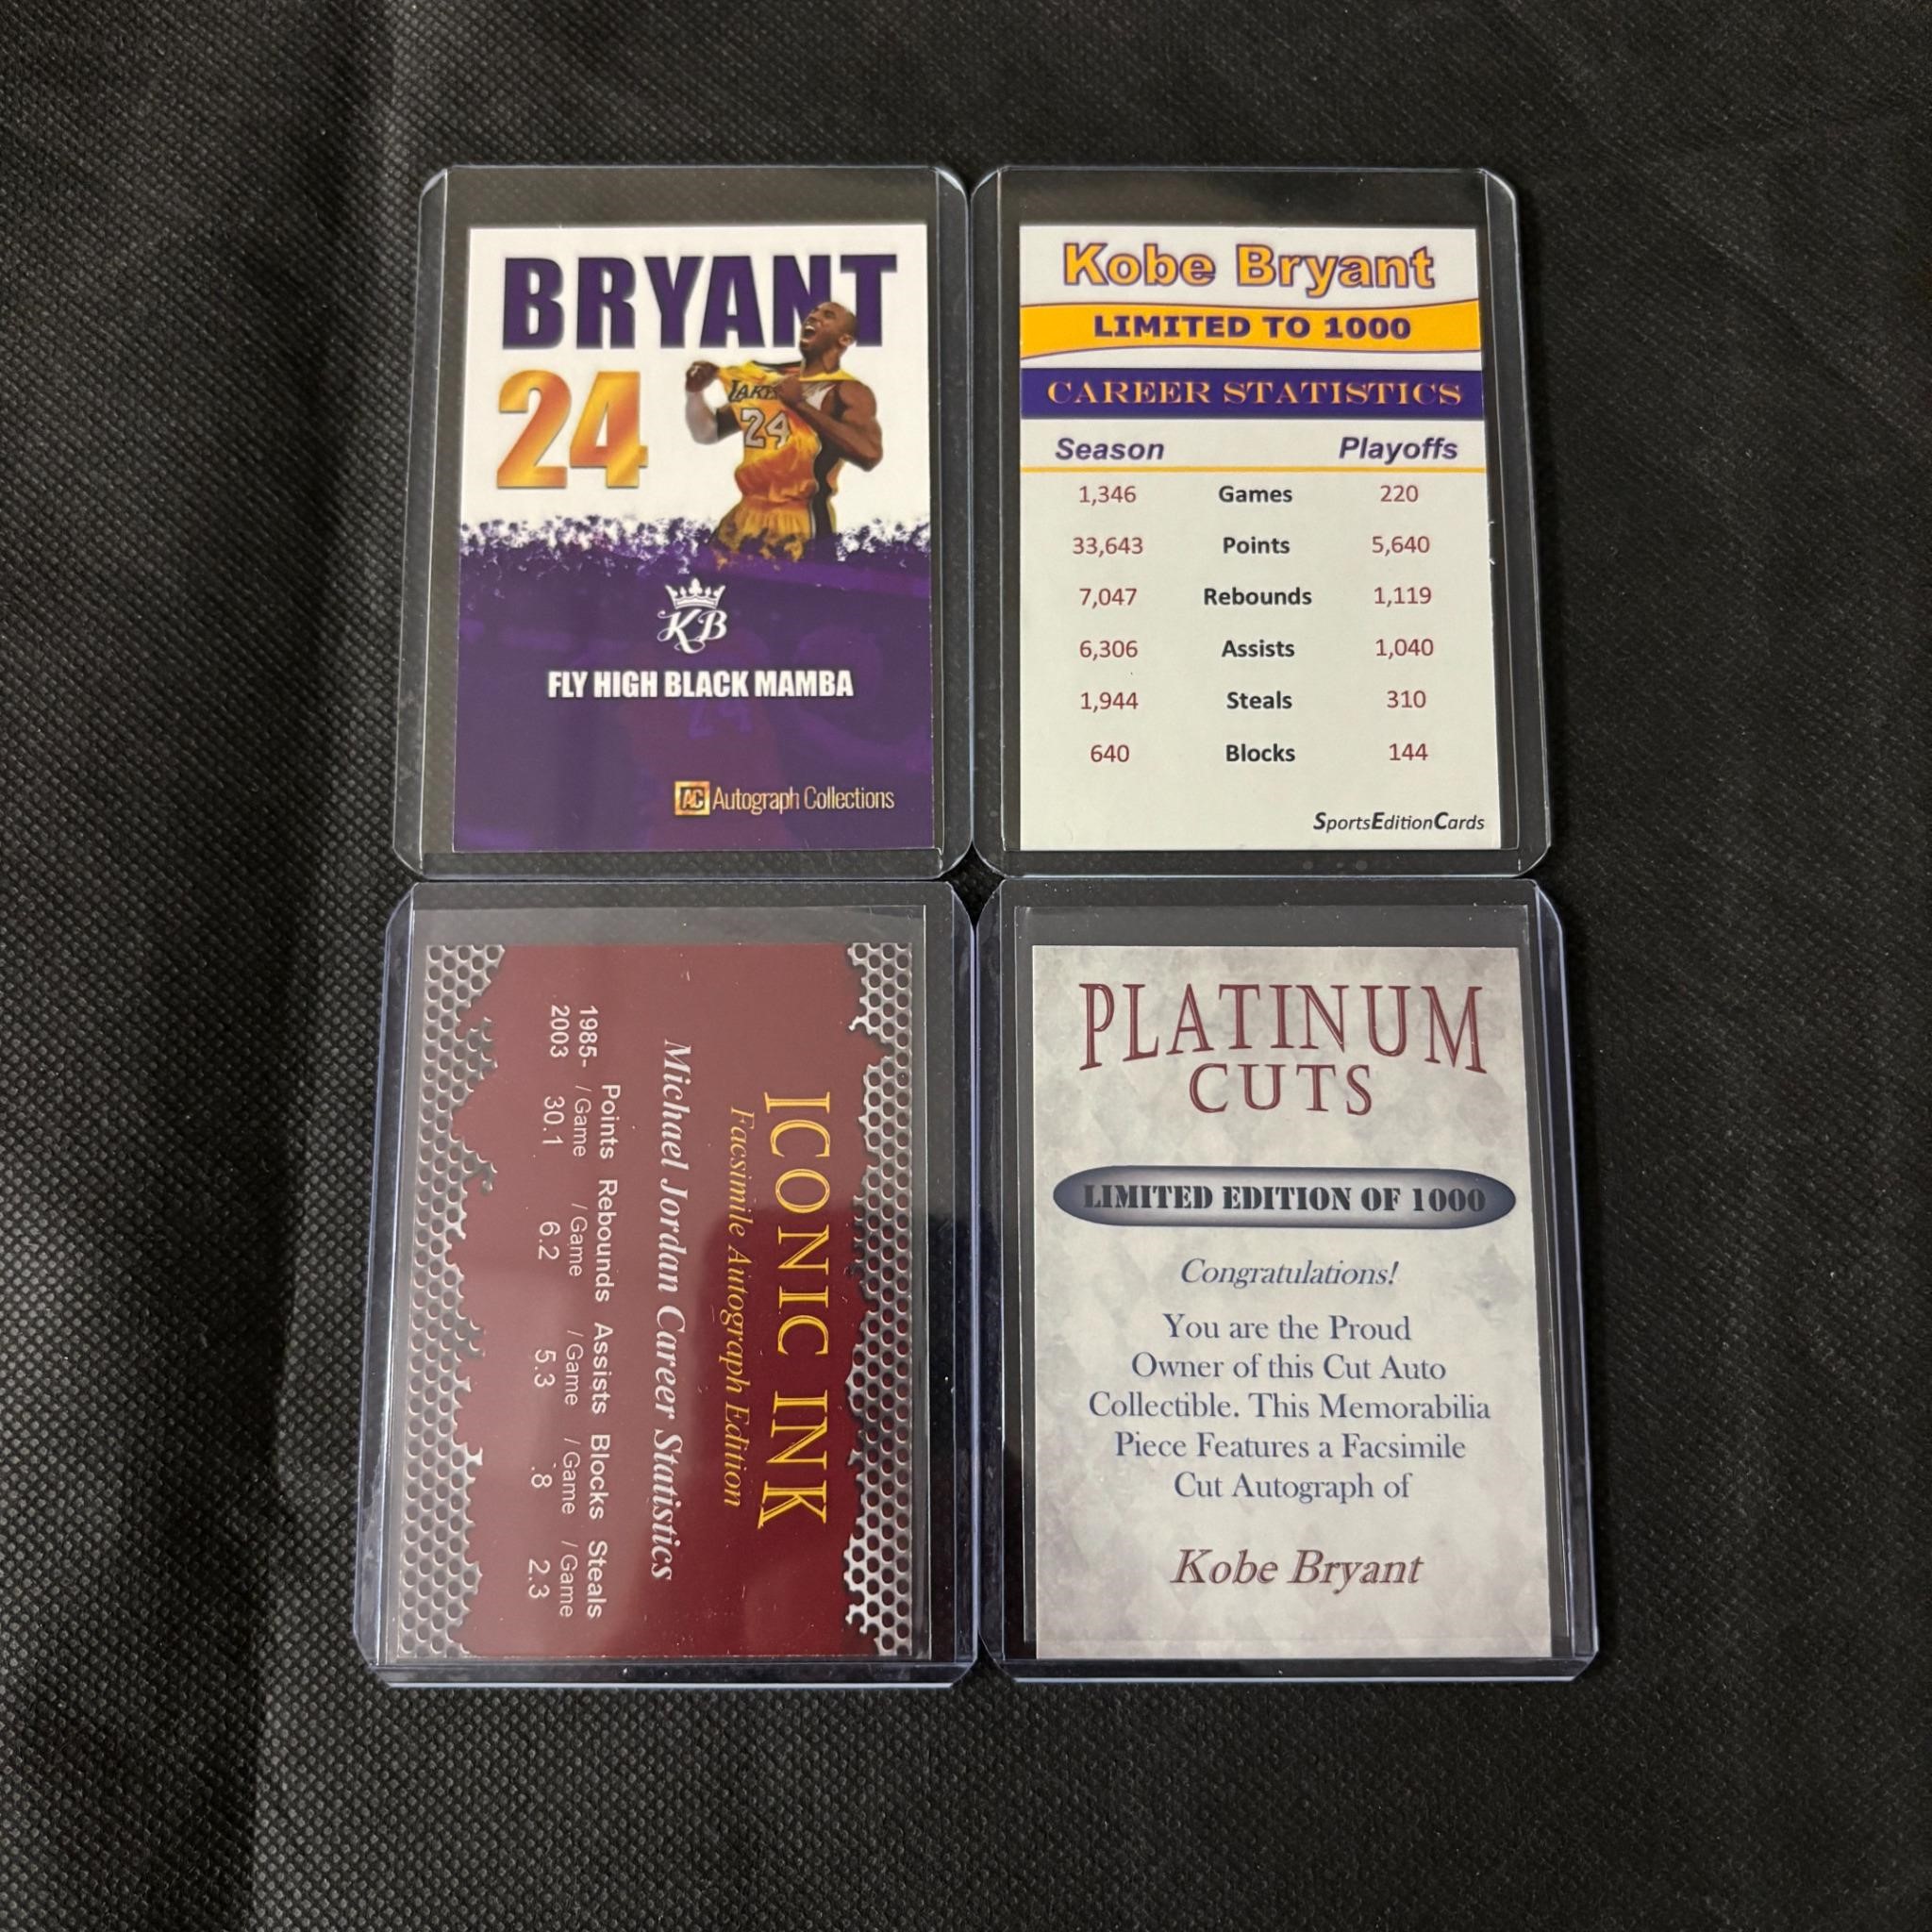 BRYANT
24
LAKERS
24
KB
FLY HIGH BLACK MAMBA
AC Autograph Collections
Kobe Bryant
LIMITED TO 1000
CAREER STATISTICS
Season Playoffs
1,346 Games 220
33,643 Points 5,640
7,047 Rebounds 1,119
6,306 Assists 1,040
1,944 Steals 310
640 Blocks 144
SportsEditionCards
ICONIC INK
Facsimile Autograph Edition
Michael Jordan Career Statistics
Points Rebounds Assists Blocks Steals
1985- /Game /Game /Game /Game /Game
2003 30.1 6.2 5.3 .8 2.3
PLATINUM
CUTS
LIMITED EDITION OF 1000
Congratulations!
You are the Proud
Owner of this Cut Auto
Collectible. This Memorabilia
Piece Features a Facsimile
Cut Autograph of
Kobe Bryant